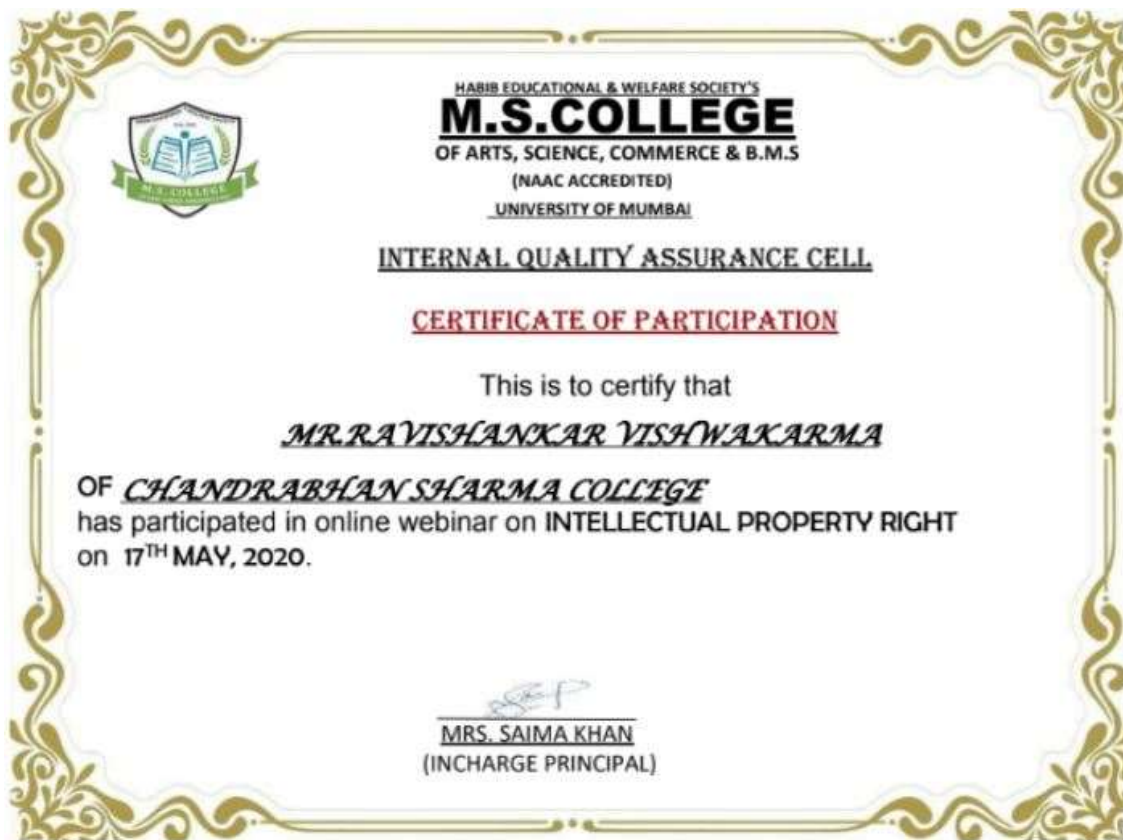 HABIB EDUCATIONAL & WELFARE SOCIETY'S
M.S.COLLEGE
OF ARTS, SCIENCE, COMMERCE & B.M.S
(NAAC ACCREDITED)
UNIVERSITY OF MUMBAI
M.S. COLLEGE
INTERNAL QUALITY ASSURANCE CELL
CERTIFICATE OF PARTICIPATION
This is to certify that
MR.RAVISHANKAR VISHWAKARMA
OF CHANDRABHAN SHARMA COLLEGE
has participated in online webinar on INTELLECTUAL PROPERTY RIGHT
on 17TH MAY, 2020.
MRS. SAIMA KHAN
(INCHARGE PRINCIPAL)